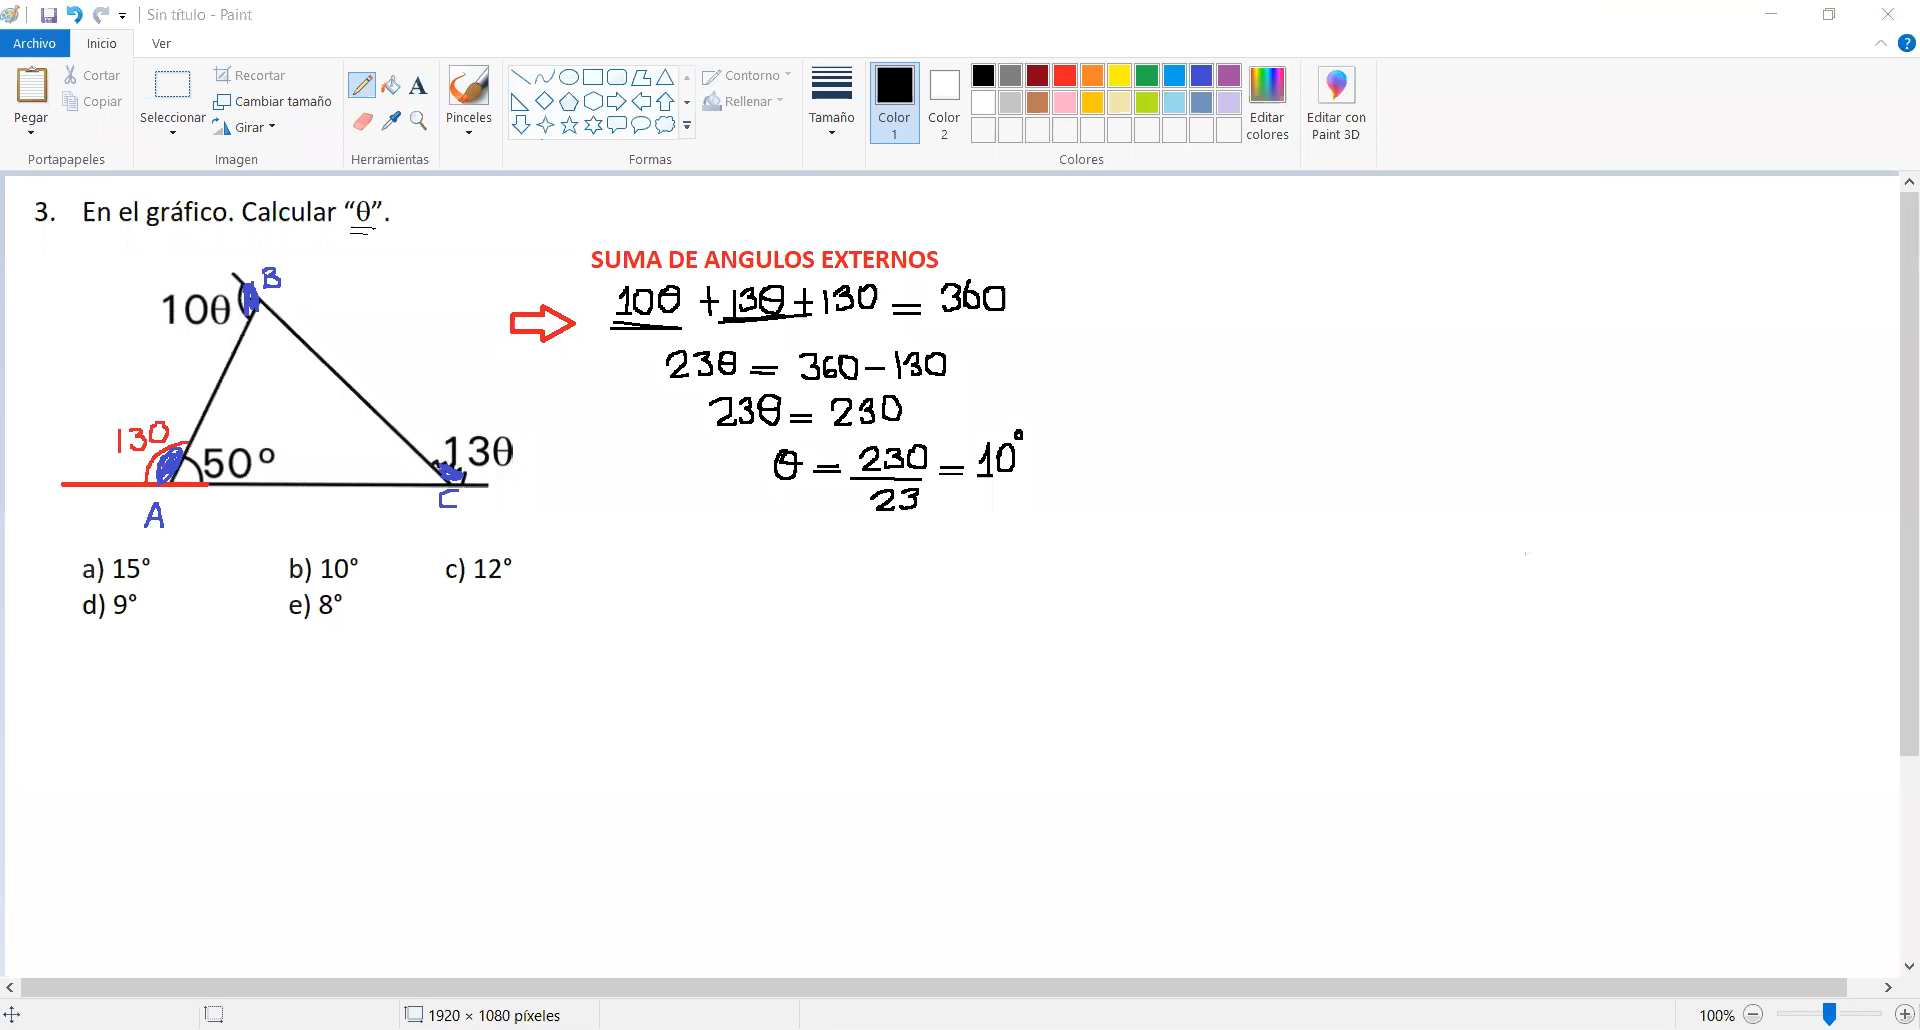 Sin título - Paint
Archivo Inicio Ver
Pegar
Cortar
Copiar
Portapapeles
Seleccionar
Recortar
Cambiar tamaño
Girar
Imagen
A
Herramientas
Pinceles
Contorno
Rellenar
Formas
Tamaño
Color 1
Color 2
Editar colores
Editar con Paint 3D
Colores
3. En el gráfico. Calcular “θ”.
B
10θ
130
50°
13θ
A
C
SUMA DE ANGULOS EXTERNOS
10θ + 13θ + 130 = 360
23θ = 360 - 130
23θ = 230
θ = 230/23 = 10°
a) 15° b) 10° c) 12°
d) 9° e) 8°
1920 × 1080 píxeles
100%